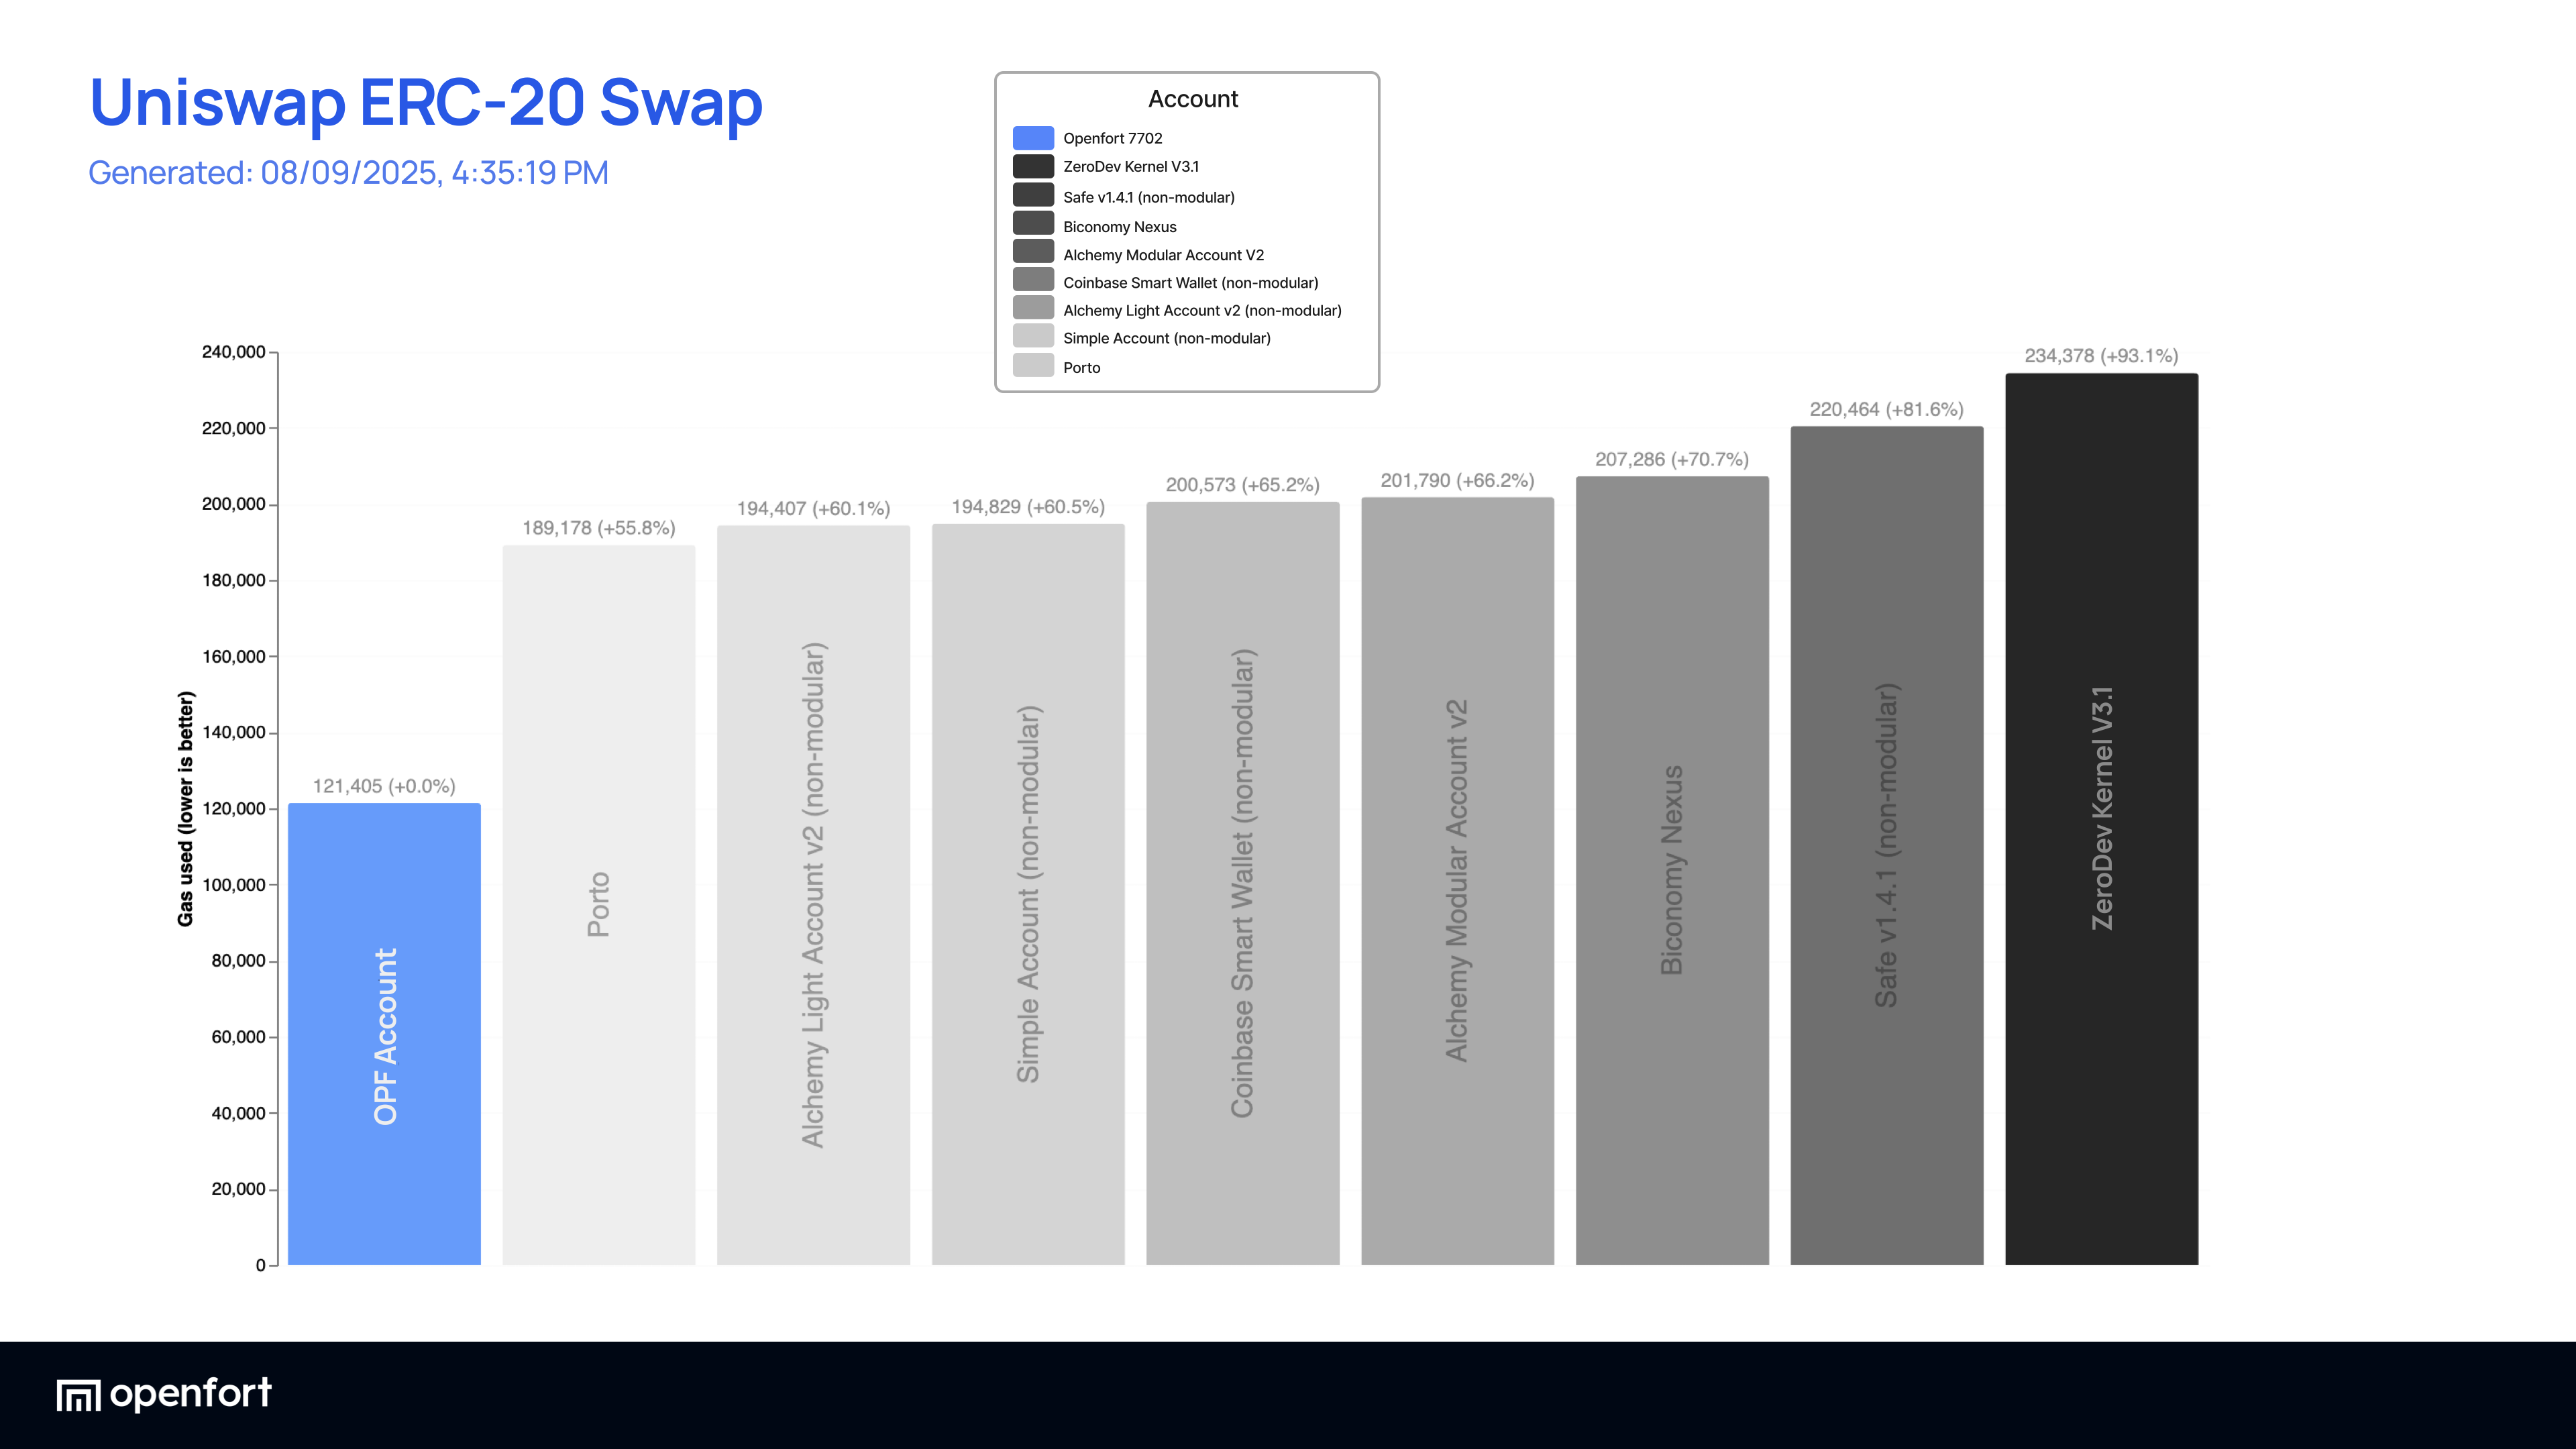 Uniswap ERC-20 Swap
Generated: 08/09/2025, 4:35:19 PM
Account
Openfort 7702
ZeroDev Kernel V3.1
Safe v1.4.1 (non-modular)
Biconomy Nexus
Alchemy Modular Account V2
Coinbase Smart Wallet (non-modular)
Alchemy Light Account v2 (non-modular)
Simple Account (non-modular)
Porto
Gas used (lower is better)
240,000
220,000
200,000
180,000
160,000
140,000
120,000
100,000
80,000
60,000
40,000
20,000
0
121,405 (+0.0%)
OPF Account
189,178 (+55.8%)
Porto
194,407 (+60.1%)
Alchemy Light Account v2 (non-modular)
194,829 (+60.5%)
Simple Account (non-modular)
200,573 (+65.2%)
Coinbase Smart Wallet (non-modular)
201,790 (+66.2%)
Alchemy Modular Account v2
207,286 (+70.7%)
Biconomy Nexus
220,464 (+81.6%)
Safe v1.4.1 (non-modular)
234,378 (+93.1%)
ZeroDev Kernel V3.1
openfort